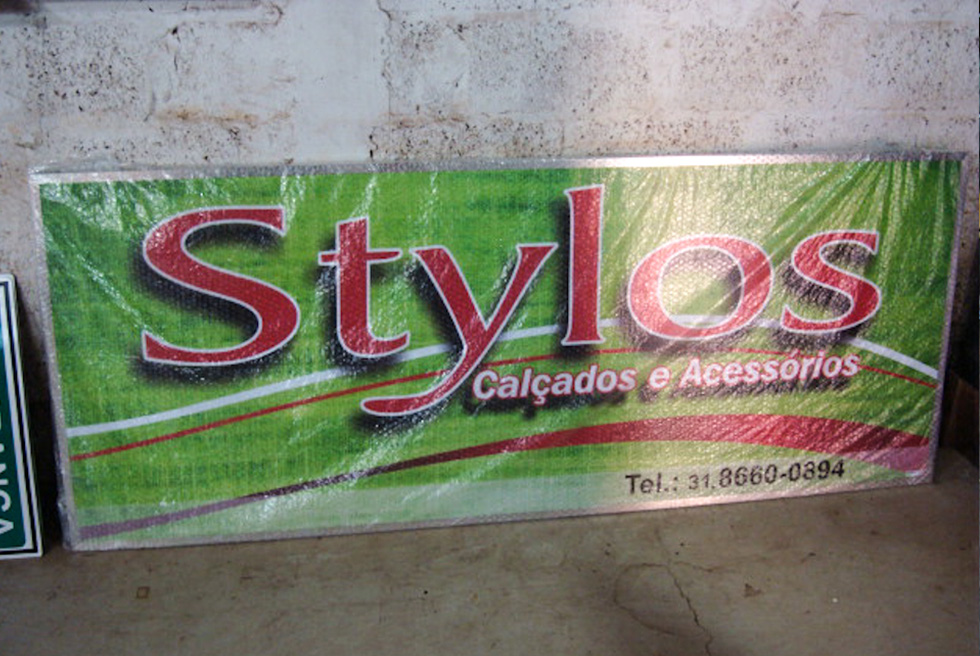 Stylos
Calçados e Acessórios
Tel.: 31.8660-0894